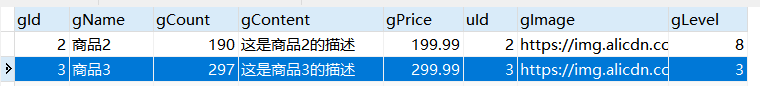 gId gName gCount gContent gPrice uId gImage gLevel
2 商品2 190 这是商品2的描述 199.99 2 https://img.alicdn.cc 8
3 商品3 297 这是商品3的描述 299.99 3 https://img.alicdn.cc 3